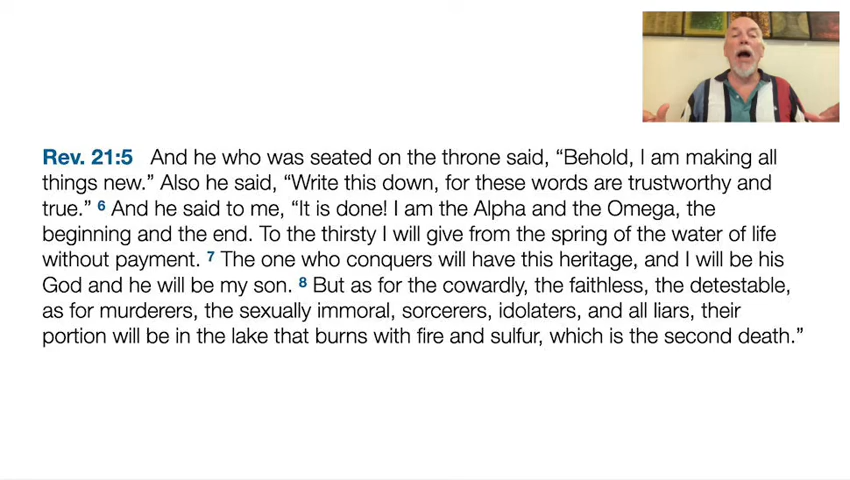 Rev. 21:5 And he who was seated on the throne said, “Behold, I am making all
things new.” Also he said, “Write this down, for these words are trustworthy and
true.” 6 And he said to me, “It is done! I am the Alpha and the Omega, the
beginning and the end. To the thirsty I will give from the spring of the water of life
without payment. 7 The one who conquers will have this heritage, and I will be his
God and he will be my son. 8 But as for the cowardly, the faithless, the detestable,
as for murderers, the sexually immoral, sorcerers, idolaters, and all liars, their
portion will be in the lake that burns with fire and sulfur, which is the second death.”